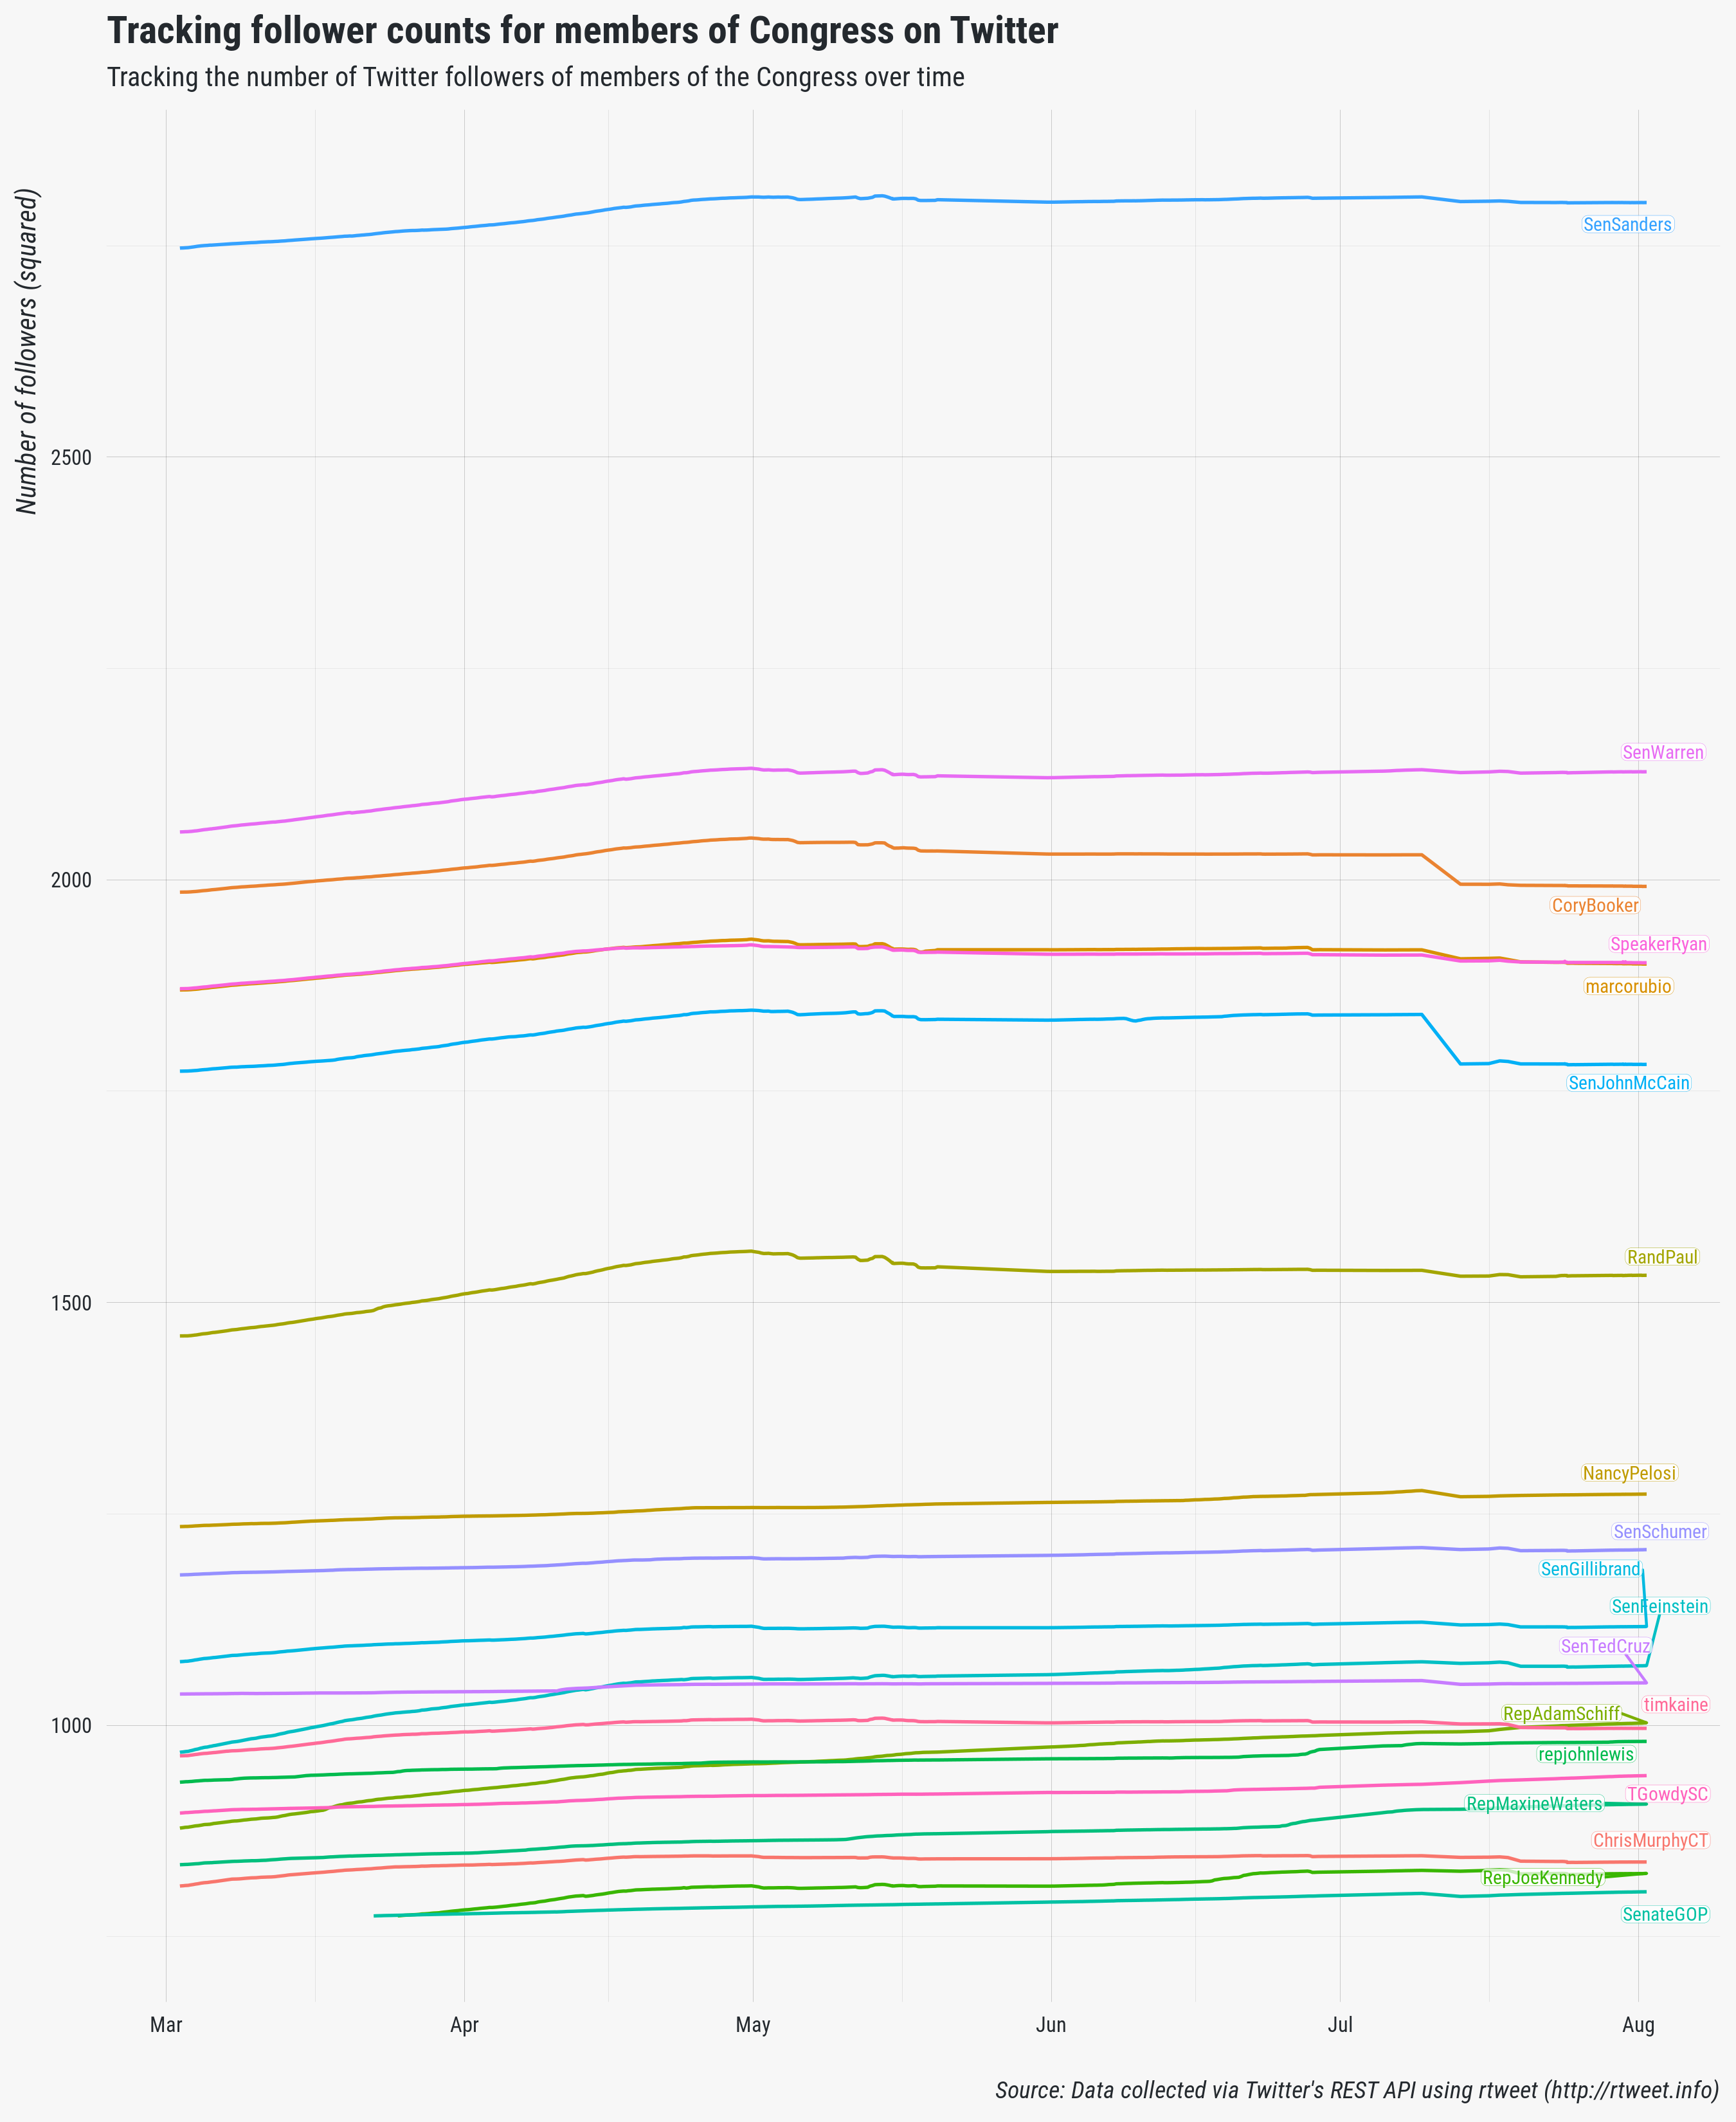 Tracking follower counts for members of Congress on Twitter
Tracking the number of Twitter followers of members of the Congress over time
Number of followers (squared)
2500
2000
1500
1000
SenSanders
SenWarren
CoryBooker
SpeakerRyan
marcorubio
SenJohnMcCain
RandPaul
NancyPelosi
SenSchumer
SenGillibrand
SenFeinstein
SenTedCruz
timkaine
RepAdamSchiff
repjohnlewis
TGowdySC
RepMaxineWaters
ChrisMurphyCT
RepJoeKennedy
SenateGOP
Mar Apr May Jun Jul Aug
Source: Data collected via Twitter's REST API using rtweet (http://rtweet.info)